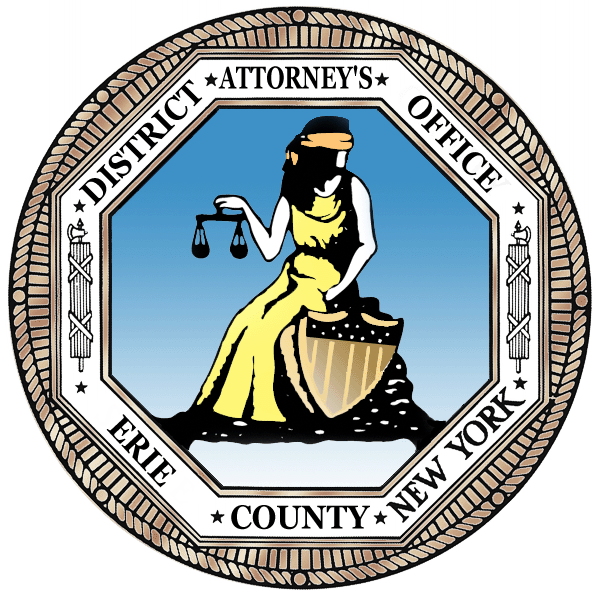 DISTRICT
ATTORNEY'S
OFFICE
ERIE
COUNTY
NEW YORK